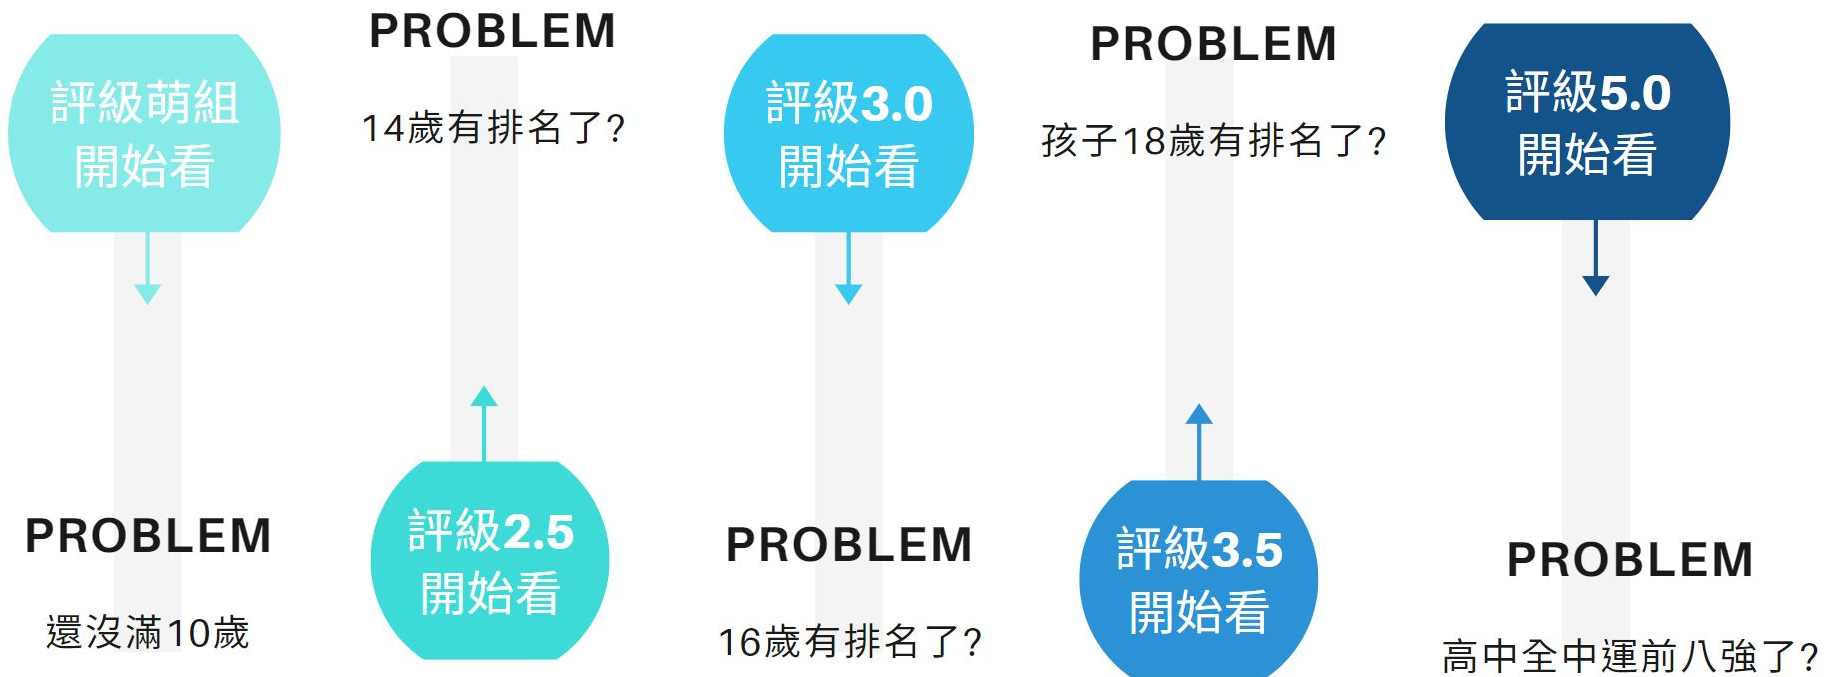 評級萌組
開始看
PROBLEM
還沒滿10歲
PROBLEM
14歲有排名了?
評級2.5
開始看
評級3.0
開始看
PROBLEM
16歲有排名了?
PROBLEM
孩子18歲有排名了?
評級3.5
開始看
評級5.0
開始看
PROBLEM
高中全中運前八強了?